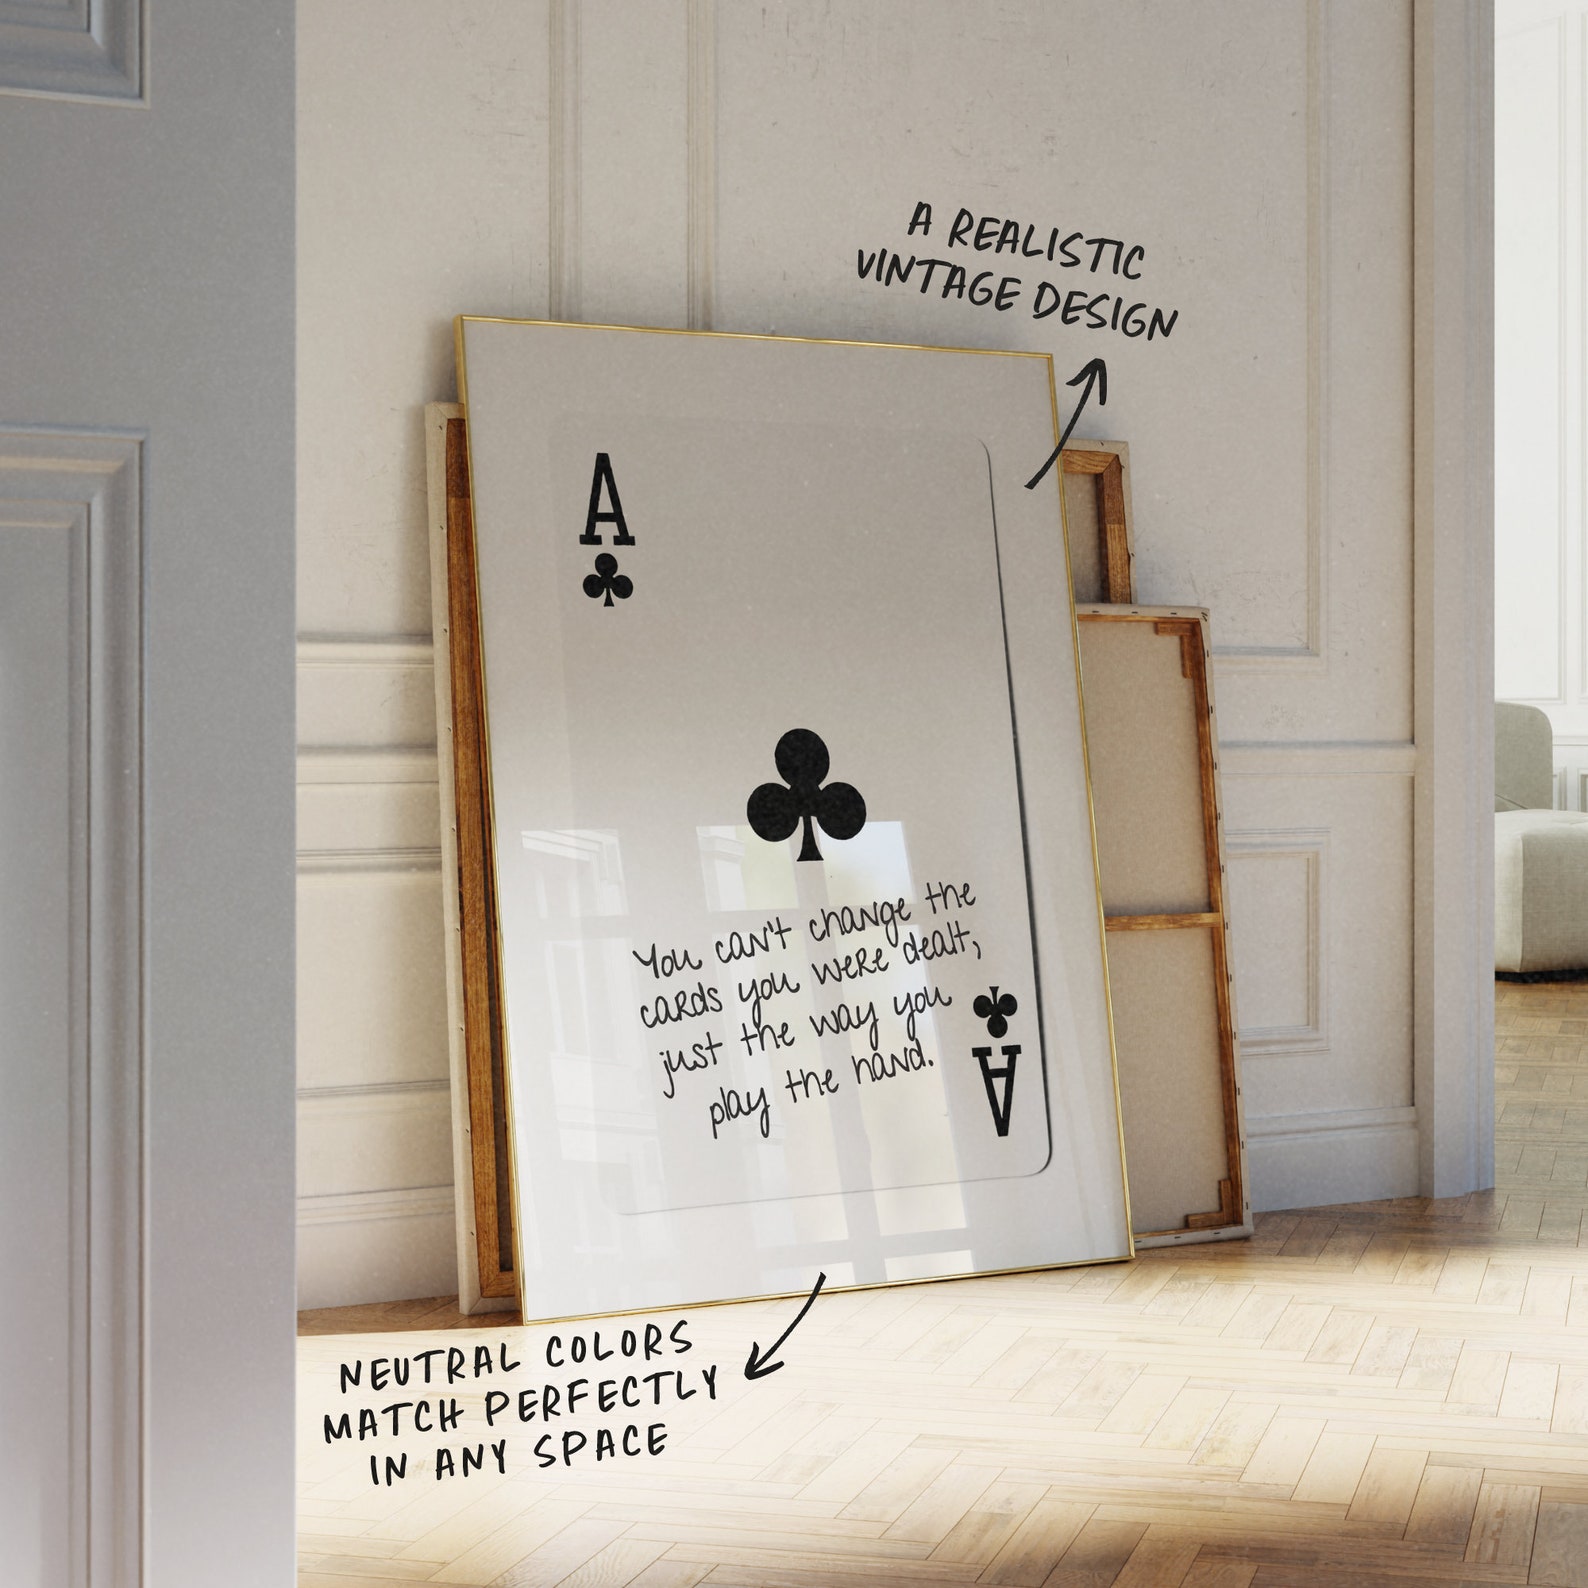 A REALISTIC
VINTAGE DESIGN
A
You can't change the
cards you were dealt,
just the way you
play the hand.
A
NEUTRAL COLORS
MATCH PERFECTLY
IN ANY SPACE